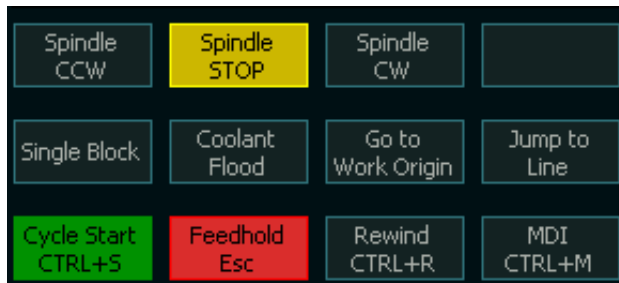 Spindle
CCW
Spindle
STOP
Spindle
CW
Single Block
Coolant
Flood
Go to
Work Origin
Jump to
Line
Cycle Start
CTRL+S
Feedhold
Esc
Rewind
CTRL+R
MDI
CTRL+M